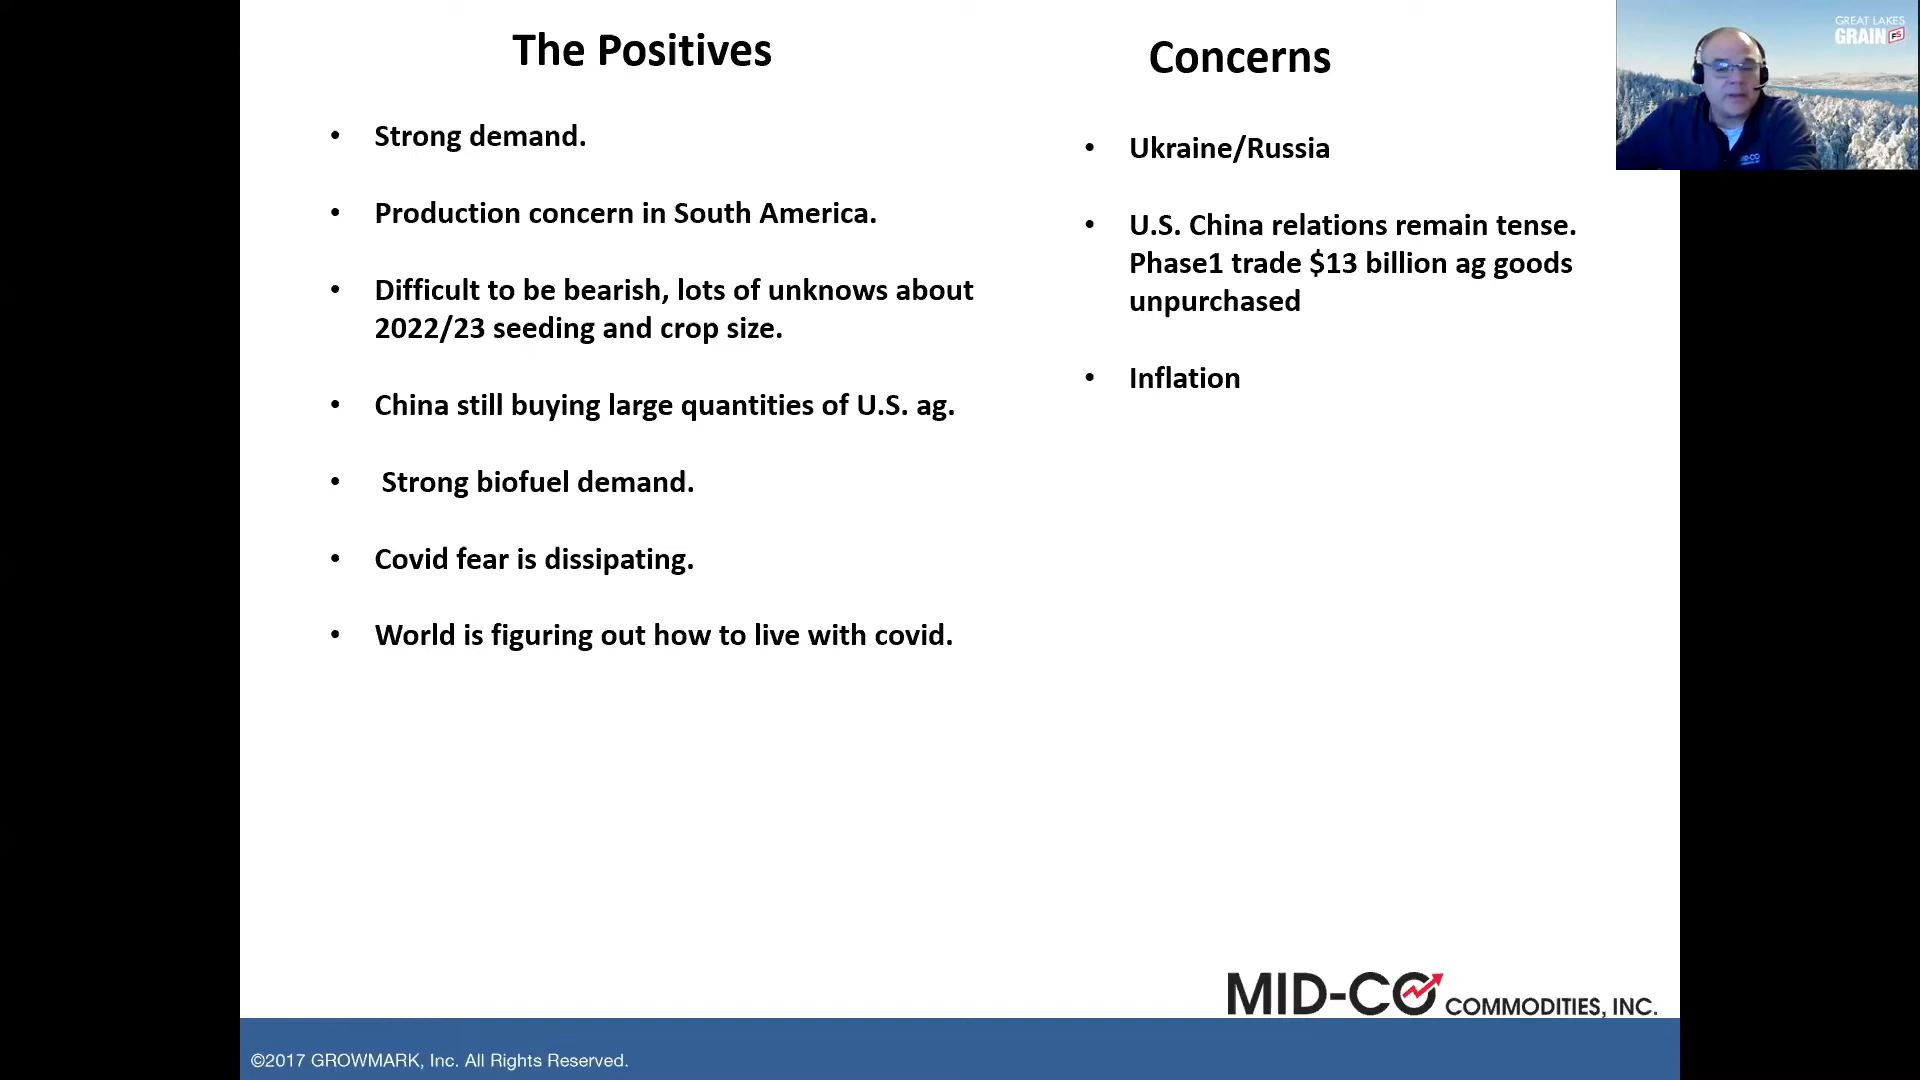 The Positives
• Strong demand.
• Production concern in South America.
• Difficult to be bearish, lots of unknows about
2022/23 seeding and crop size.
• China still buying large quantities of U.S. ag.
• Strong biofuel demand.
• Covid fear is dissipating.
• World is figuring out how to live with covid.
Concerns
• Ukraine/Russia
• U.S. China relations remain tense.
Phase1 trade $13 billion ag goods
unpurchased
• Inflation
GREAT LAKES
GRAIN FS
MID-CO
MID-CO COMMODITIES, INC.
©2017 GROWMARK, Inc. All Rights Reserved.